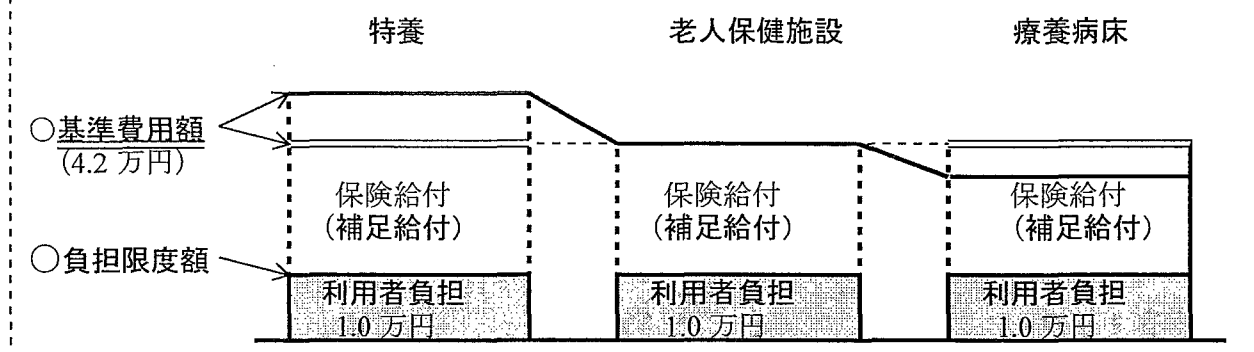 特養
老人保健施設
療養病床
○基準費用額
(4.2 万円)
保険給付
(補足給付)
保険給付
(補足給付)
保険給付
(補足給付)
○負担限度額
利用者負担
1.0 万円
利用者負担
1.0 万円
利用者負担
1.0 万円